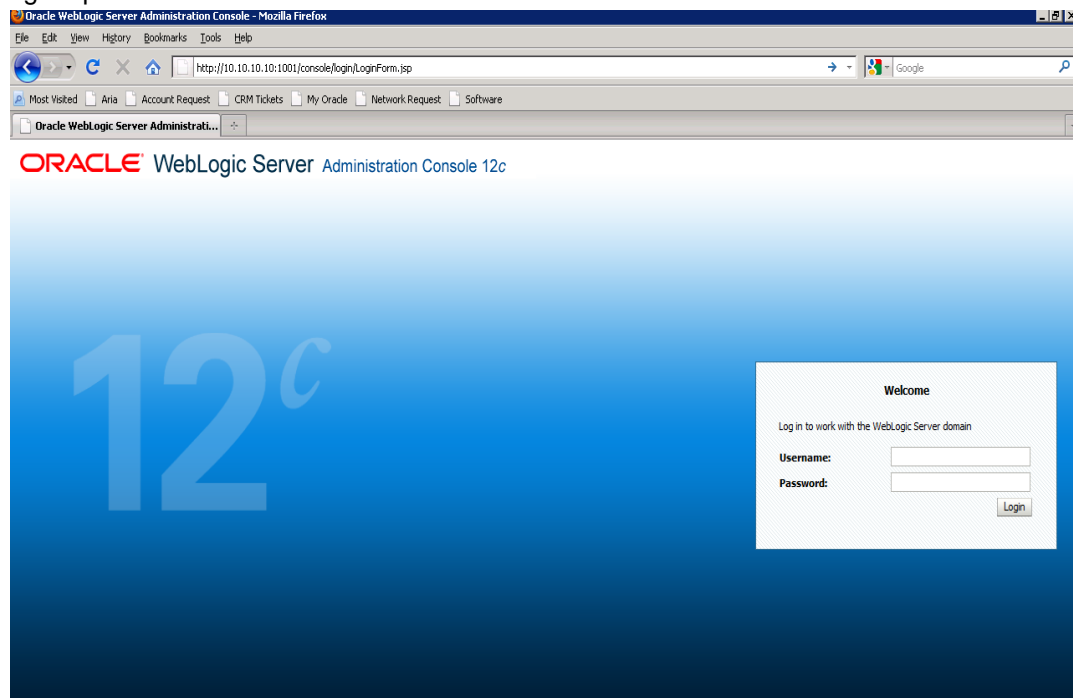 Oracle WebLogic Server Administration Console - Mozilla Firefox
File Edit View History Bookmarks Tools Help
http://10.10.10.10:1001/console/login/LoginForm.jsp Google
Most Visited Aria Account Request CRM Tickets My Oracle Network Request Software
Oracle WebLogic Server Administrati...
ORACLE WebLogic Server Administration Console 12c
12c
Welcome
Log in to work with the WebLogic Server domain
Username:
Password:
Login